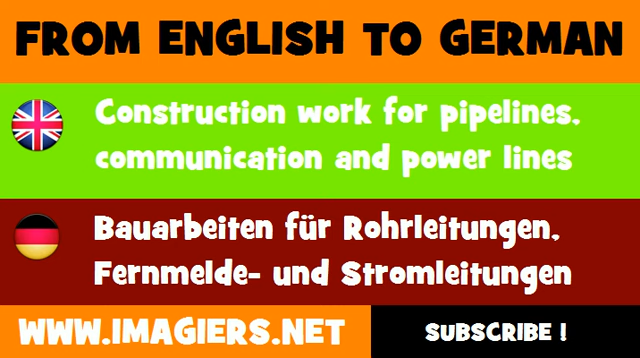 FROM ENGLISH TO GERMAN
Construction work for pipelines,
communication and power lines
Bauarbeiten für Rohrleitungen,
Fernmelde- und Stromleitungen
WWW.IMAGIERS.NET
SUBSCRIBE !